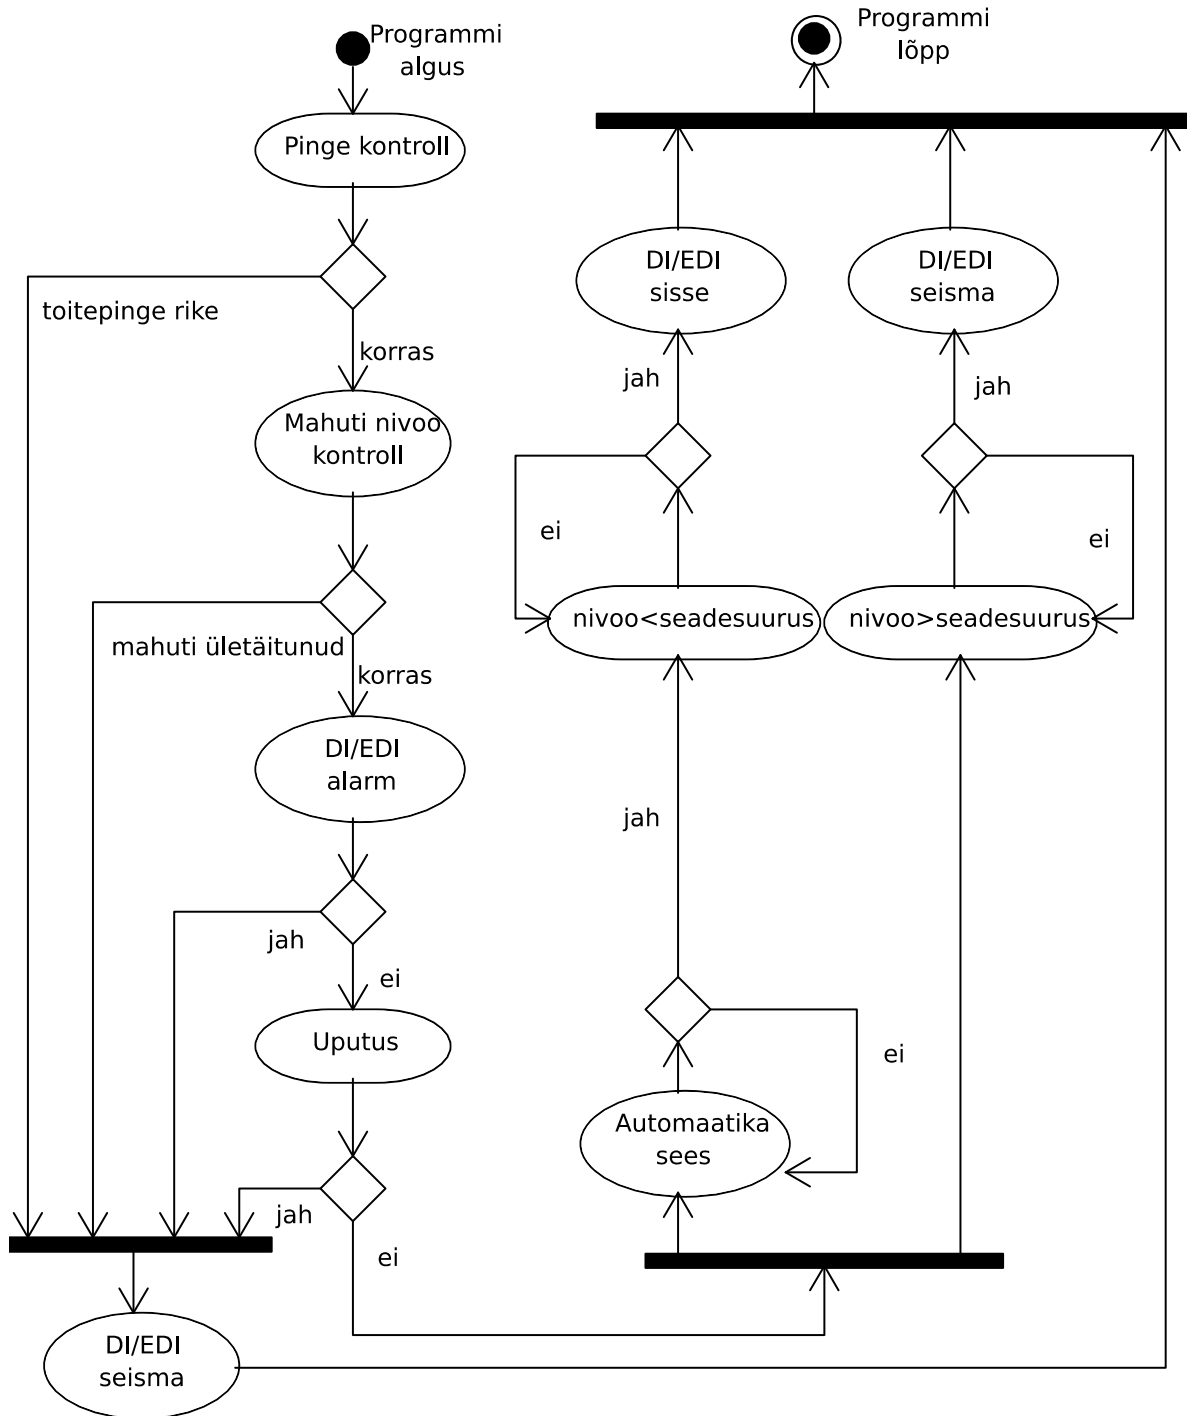 Programmi
algus
Pinge kontroll
toitepinge rike
korras
Mahuti nivoo
kontroll
mahuti ületäitunud
korras
DI/EDI
alarm
jah
ei
Uputus
jah
ei
DI/EDI
seisma
Programmi
lõpp
DI/EDI
sisse
DI/EDI
seisma
jah
jah
ei
ei
nivoo<seadesuurus
nivoo>seadesuurus
jah
ei
Automaatika
sees